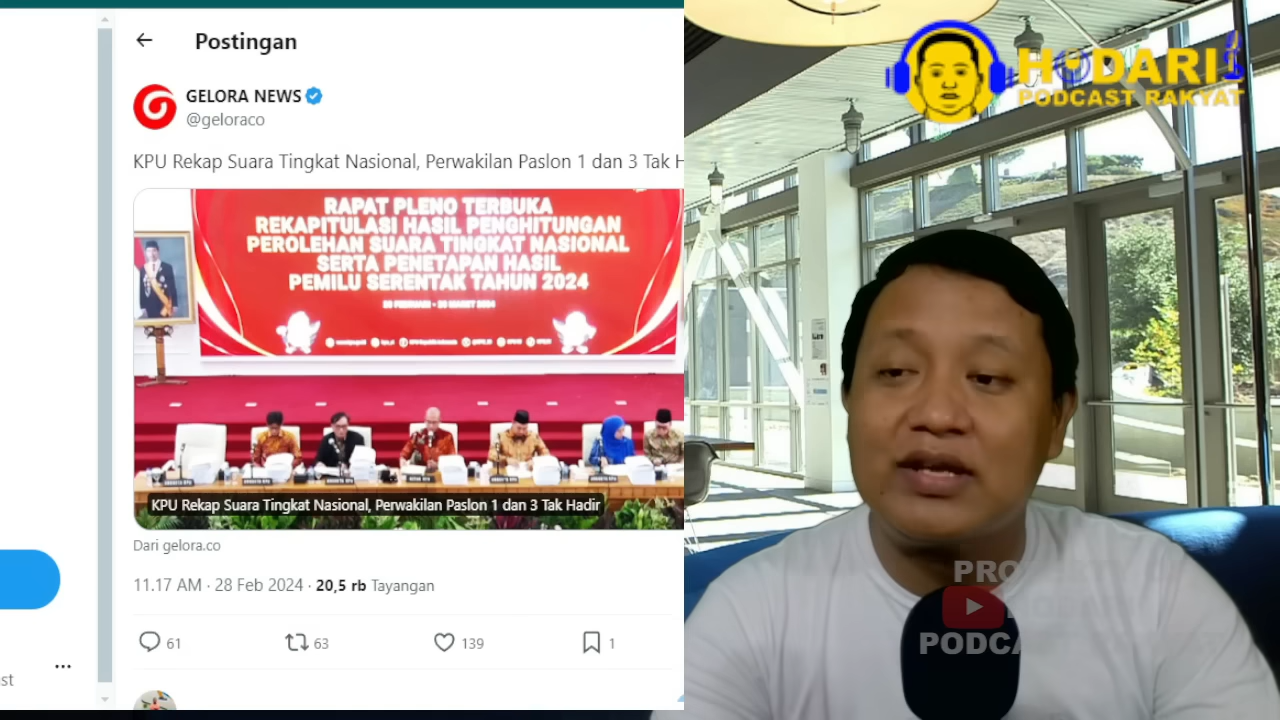 Postingan
GELORA NEWS
@geloraco
KPU Rekap Suara Tingkat Nasional, Perwakilan Paslon 1 dan 3 Tak H
RAPAT PLENO TERBUKA
REKAPITULASI HASIL PENGHITUNGAN
PEROLEHAN SUARA TINGKAT NASIONAL
SERTA PENETAPAN HASIL
PEMILU SERENTAK TAHUN 2024
KPU Rekap Suara Tingkat Nasional, Perwakilan Paslon 1 dan 3 Tak Hadir
Dari gelora.co
11.17 AM · 28 Feb 2024 · 20,5 rb Tayangan
61
63
139
1
st
HODARI
PODCAST RAKYAT
PRO
PODCA